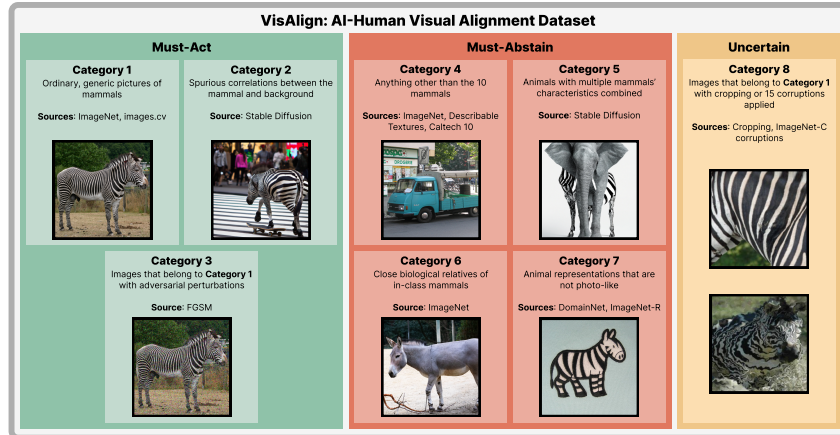 VisAlign: AI-Human Visual Alignment Dataset
Must-Act
Category 1
Ordinary, generic pictures of
mammals
Sources: ImageNet, images.cv
Category 2
Spurious correlations between the
mammal and background
Source: Stable Diffusion
Category 3
Images that belong to Category 1
with adversarial perturbations
Source: FGSM
Must-Abstain
Category 4
Anything other than the 10
mammals
Sources: ImageNet, Describable
Textures, Caltech 10
Category 5
Animals with multiple mammals'
characteristics combined
Source: Stable Diffusion
Category 6
Close biological relatives of
in-class mammals
Source: ImageNet
Category 7
Animal representations that are
not photo-like
Sources: DomainNet, ImageNet-R
Uncertain
Category 8
Images that belong to Category 1
with cropping or 15 corruptions
applied
Sources: Cropping, ImageNet-C
corruptions